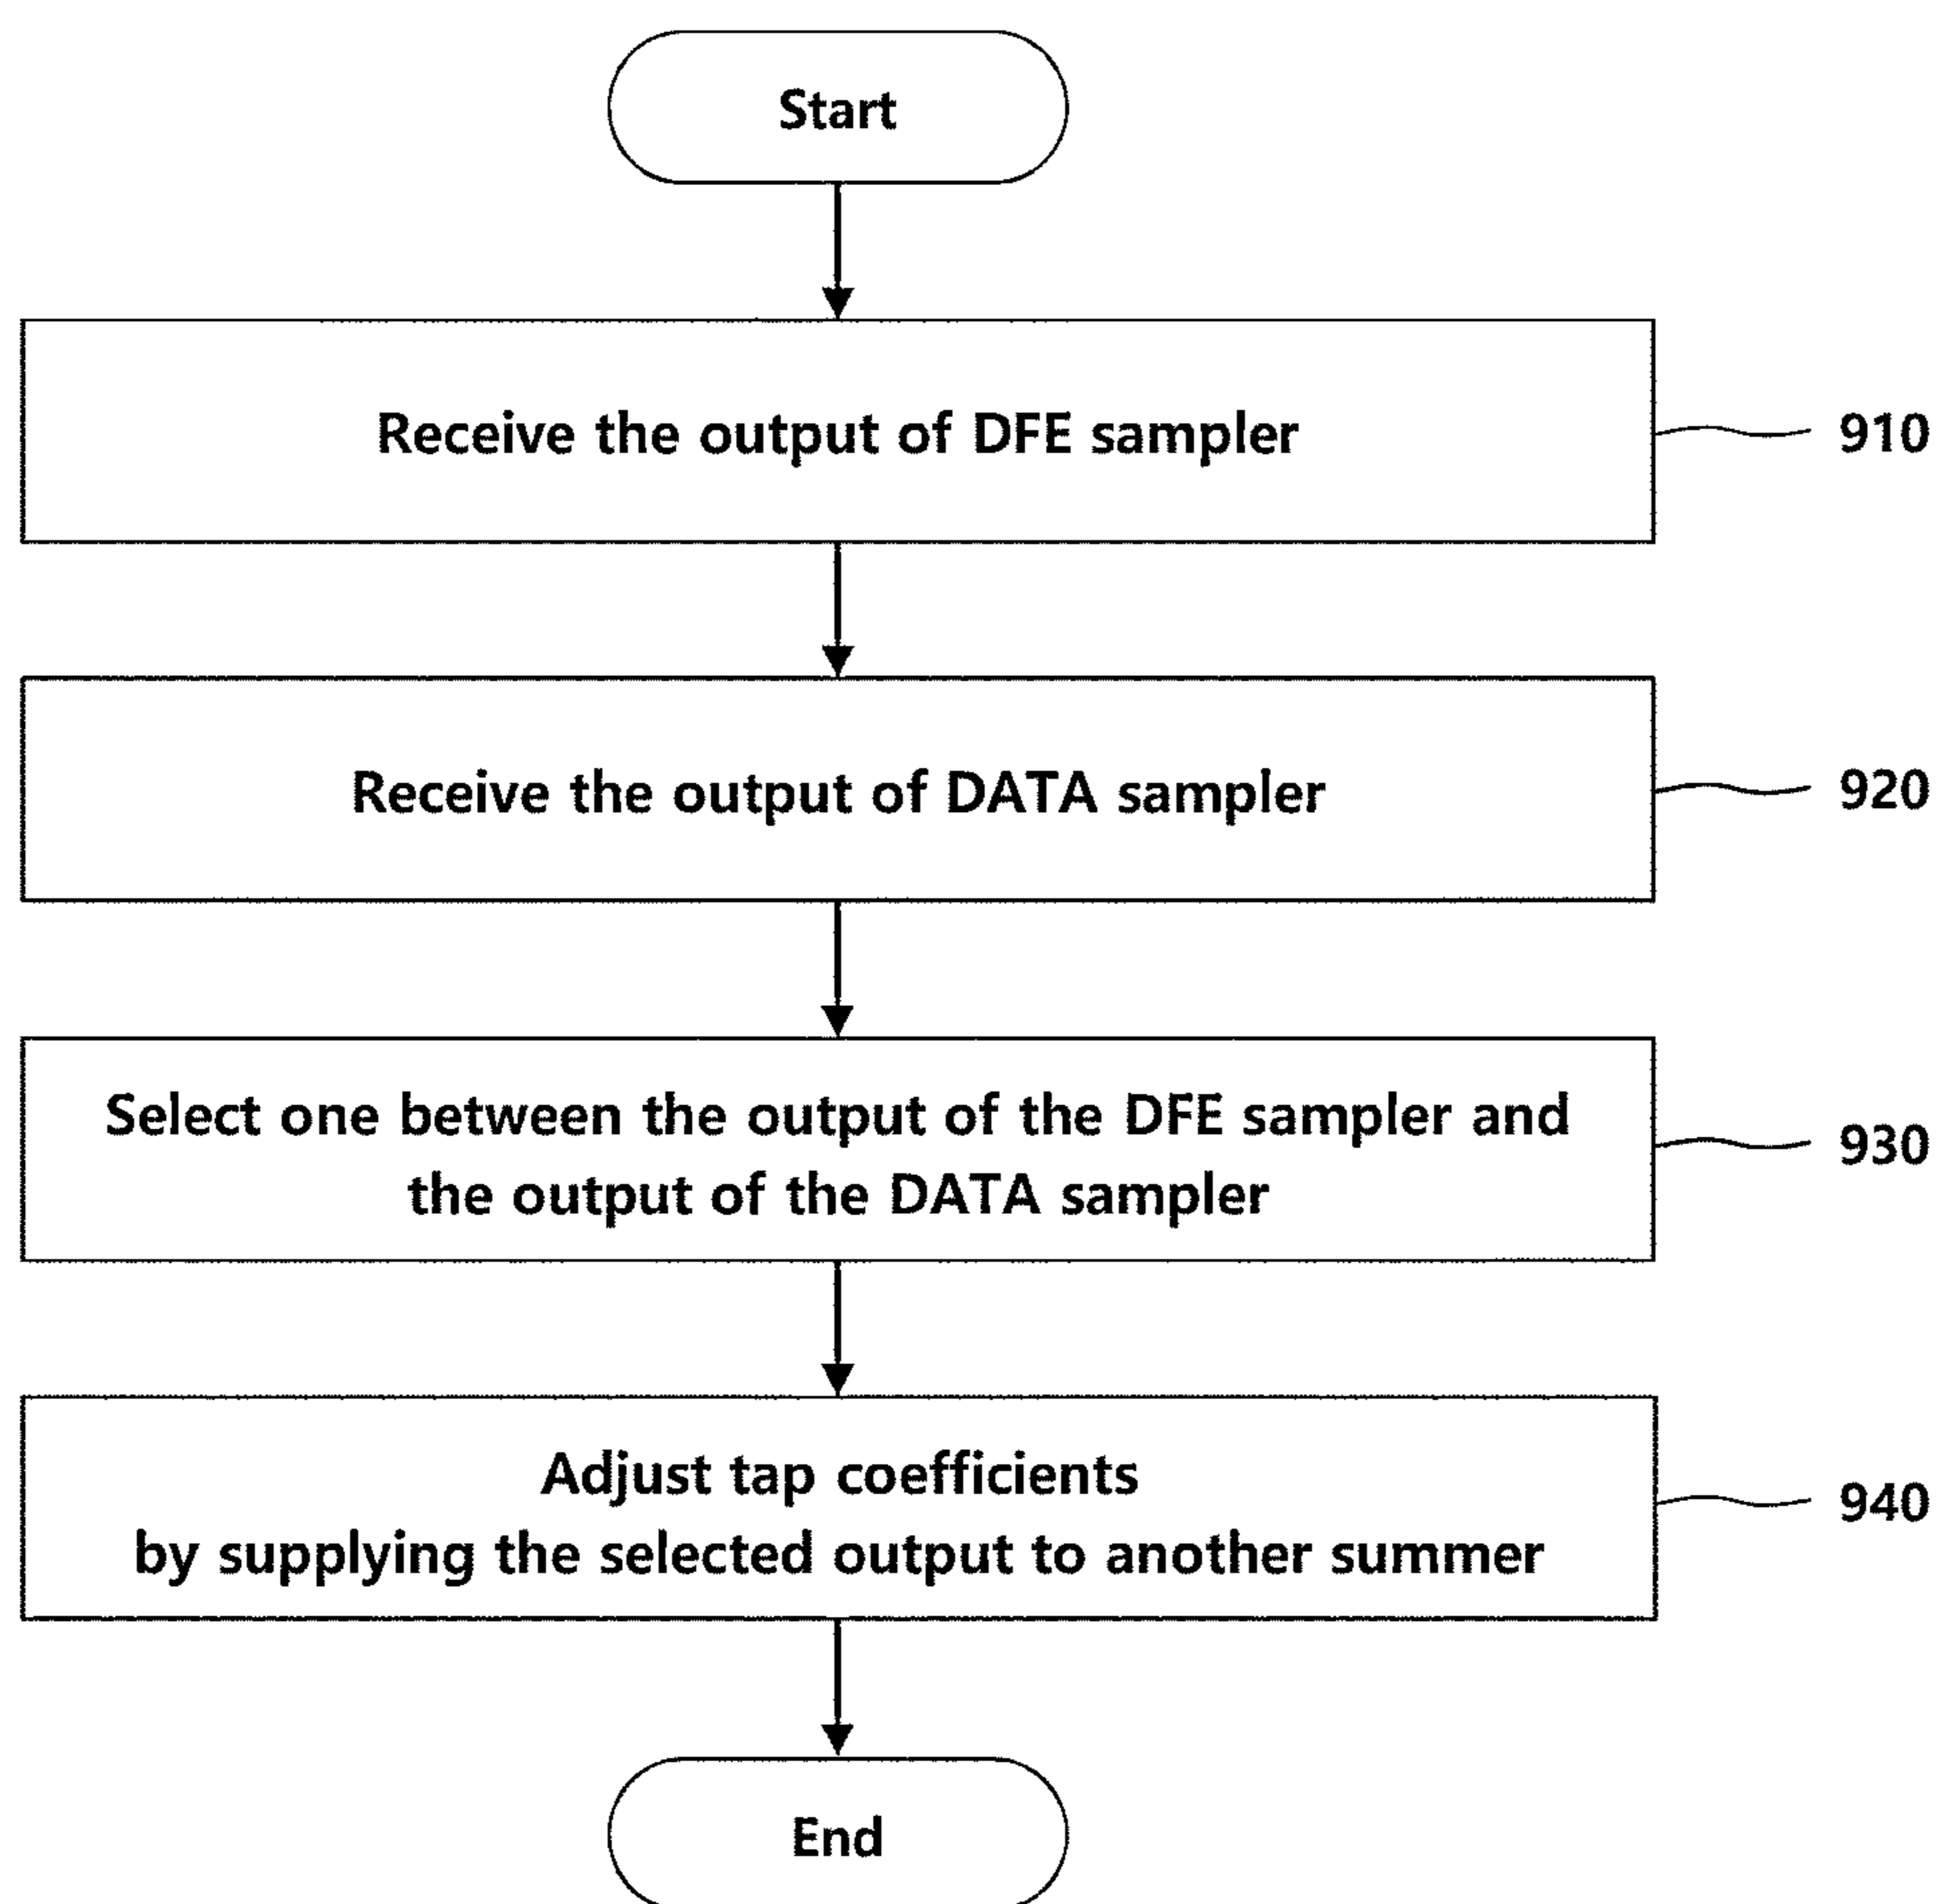 Start
Receive the output of DFE sampler
910
Receive the output of DATA sampler
920
Select one between the output of the DFE sampler and
the output of the DATA sampler
930
Adjust tap coefficients
by supplying the selected output to another summer
940
End